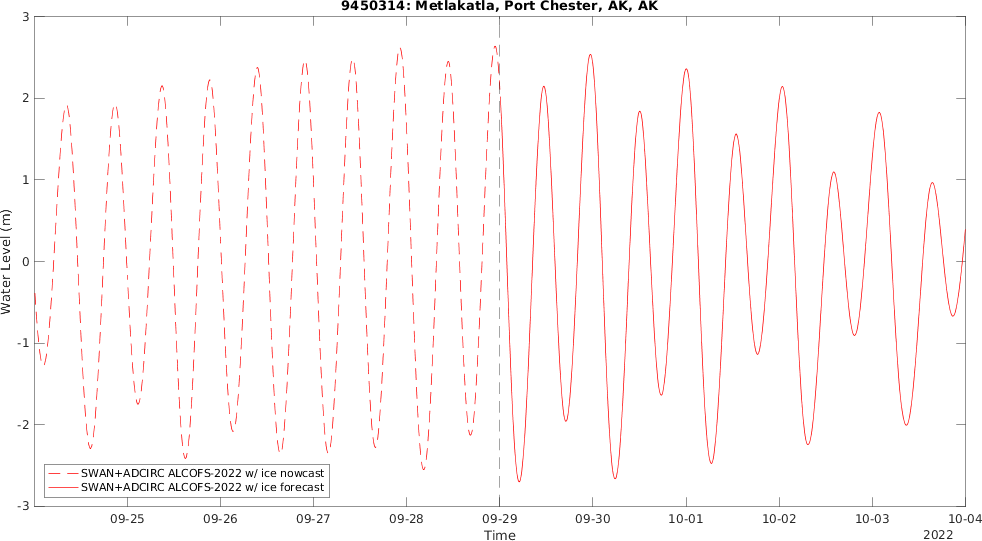 9450314: Metlakatla, Port Chester, AK, AK
3
2
1
0
-1
-2
-3
Water Level (m)
SWAN+ADCIRC ALCOFS-2022 w/ ice nowcast
SWAN+ADCIRC ALCOFS-2022 w/ ice forecast
09-25 09-26 09-27 09-28 09-29 09-30 10-01 10-02 10-03 10-04
Time
2022